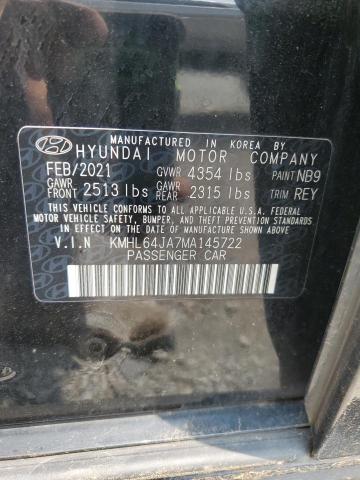 MANUFACTURED IN KOREA BY
HYUNDAI MOTOR COMPANY
FEB/2021 GVWR 4354 lbs PAINT NB9
GAWR FRONT 2513 lbs GAWR REAR 2315 lbs TRIM REY
THIS VEHICLE CONFORMS TO ALL APPLICABLE U.S.A. FEDERAL
MOTOR VEHICLE SAFETY, BUMPER, AND THEFT PREVENTION
STANDARDS IN EFFECT ON THE DATE OF
MANUFACTURE SHOWN ABOVE.
V.I.N KMHL64JA7MA145722
PASSENGER CAR